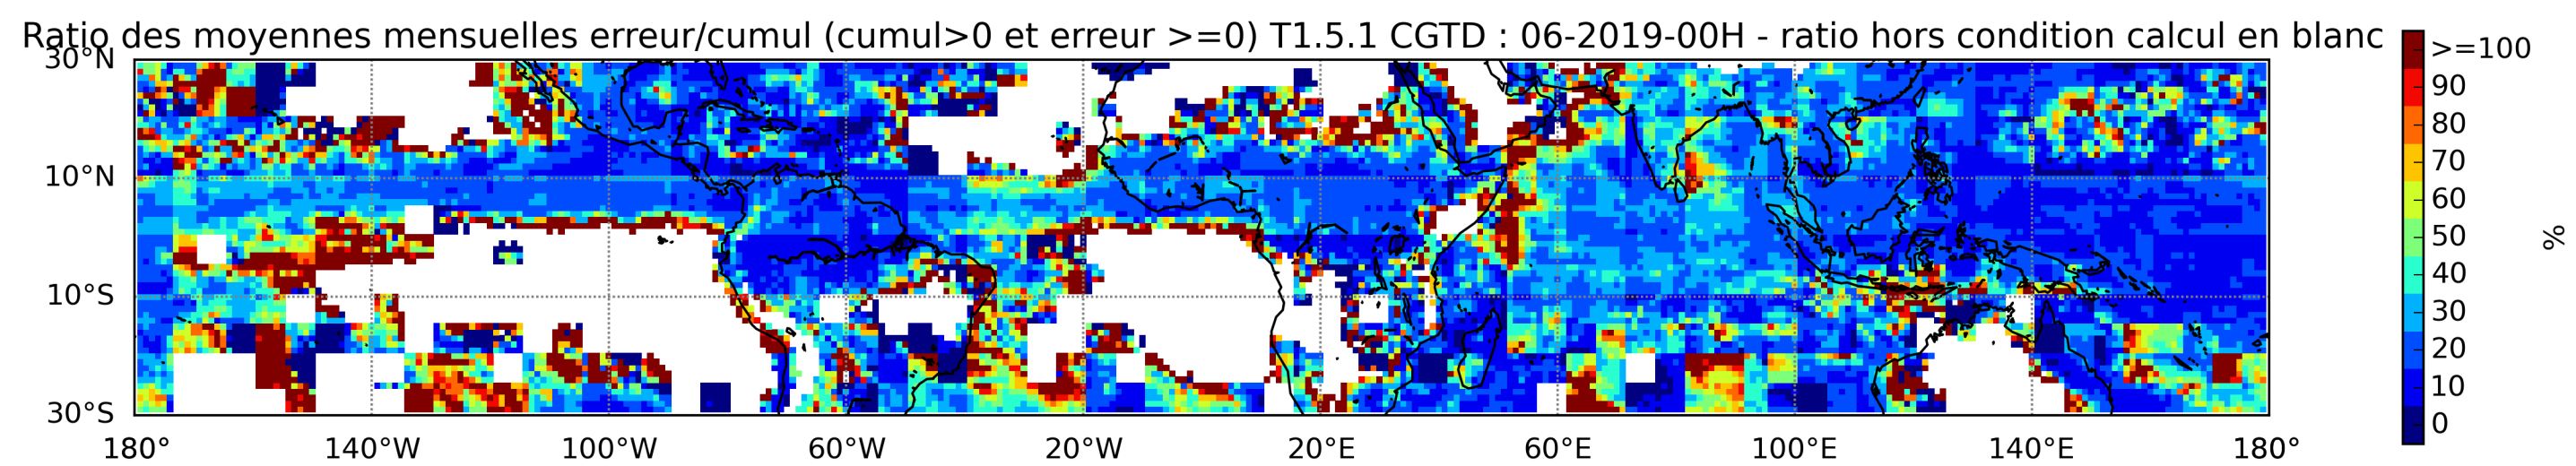 Ratio des moyennes mensuelles erreur/cumul (cumul>0 et erreur >=0) T1.5.1 CGTD : 06-2019-00H - ratio hors condition calcul en blanc
30°N
10°N
10°S
30°S
180° 140°W 100°W 60°W 20°W 20°E 60°E 100°E 140°E 180°
>=100
90
80
70
60
50
40
30
20
10
0
%